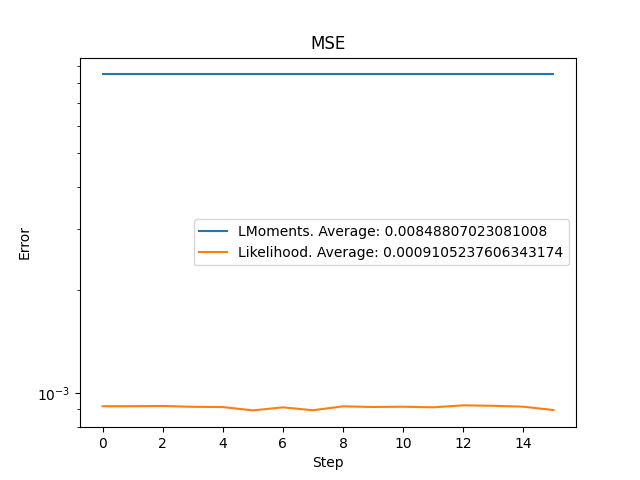 MSE
Error
10⁻³
LMoments. Average: 0.00848807023081008
Likelihood. Average: 0.0009105237606343174
0 2 4 6 8 10 12 14
Step